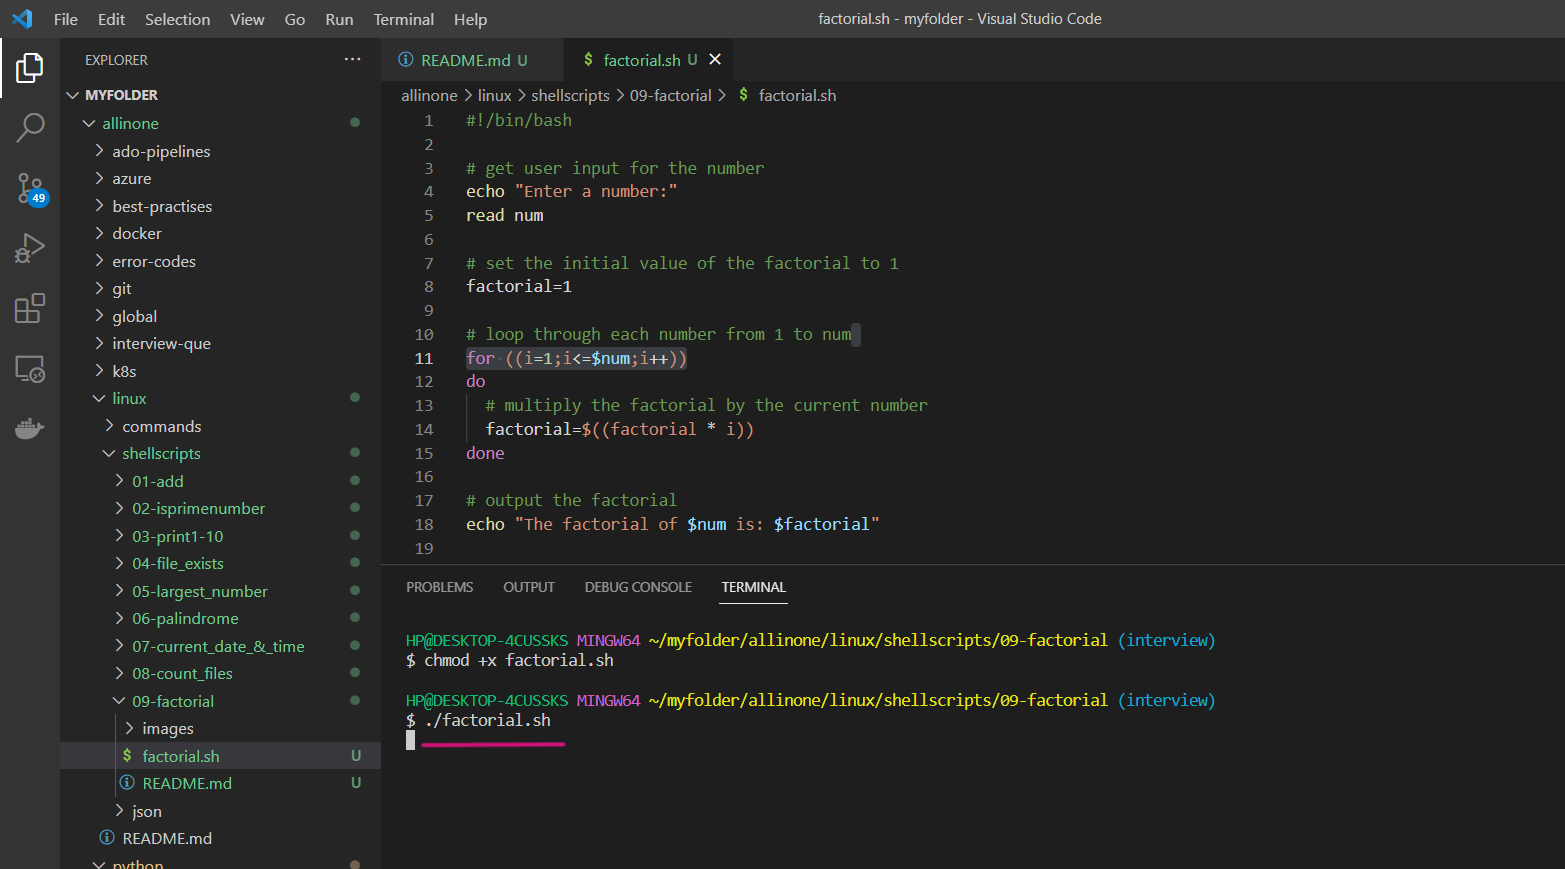 File Edit Selection View Go Run Terminal Help
factorial.sh - myfolder - Visual Studio Code
EXPLORER
···
MYFOLDER
allinone
ado-pipelines
azure
best-practises
docker
error-codes
git
global
interview-que
k8s
linux
commands
shellscripts
01-add
02-isprimenumber
03-print1-10
04-file_exists
05-largest_number
06-palindrome
07-current_date_&_time
08-count_files
09-factorial
images
$ factorial.sh U
README.md U
json
README.md
python
49
README.md U
$ factorial.sh U
allinone > linux > shellscripts > 09-factorial > $ factorial.sh
1 #!/bin/bash
2
3 # get user input for the number
4 echo "Enter a number:"
5 read num
6
7 # set the initial value of the factorial to 1
8 factorial=1
9
10 # loop through each number from 1 to num
11 for ((i=1;i<=$num;i++))
12 do
13 # multiply the factorial by the current number
14 factorial=$((factorial * i))
15 done
16
17 # output the factorial
18 echo "The factorial of $num is: $factorial"
19
PROBLEMS OUTPUT DEBUG CONSOLE TERMINAL
HP@DESKTOP-4CUSSKS MINGW64 ~/myfolder/allinone/linux/shellscripts/09-factorial (interview)
$ chmod +x factorial.sh
HP@DESKTOP-4CUSSKS MINGW64 ~/myfolder/allinone/linux/shellscripts/09-factorial (interview)
$ ./factorial.sh